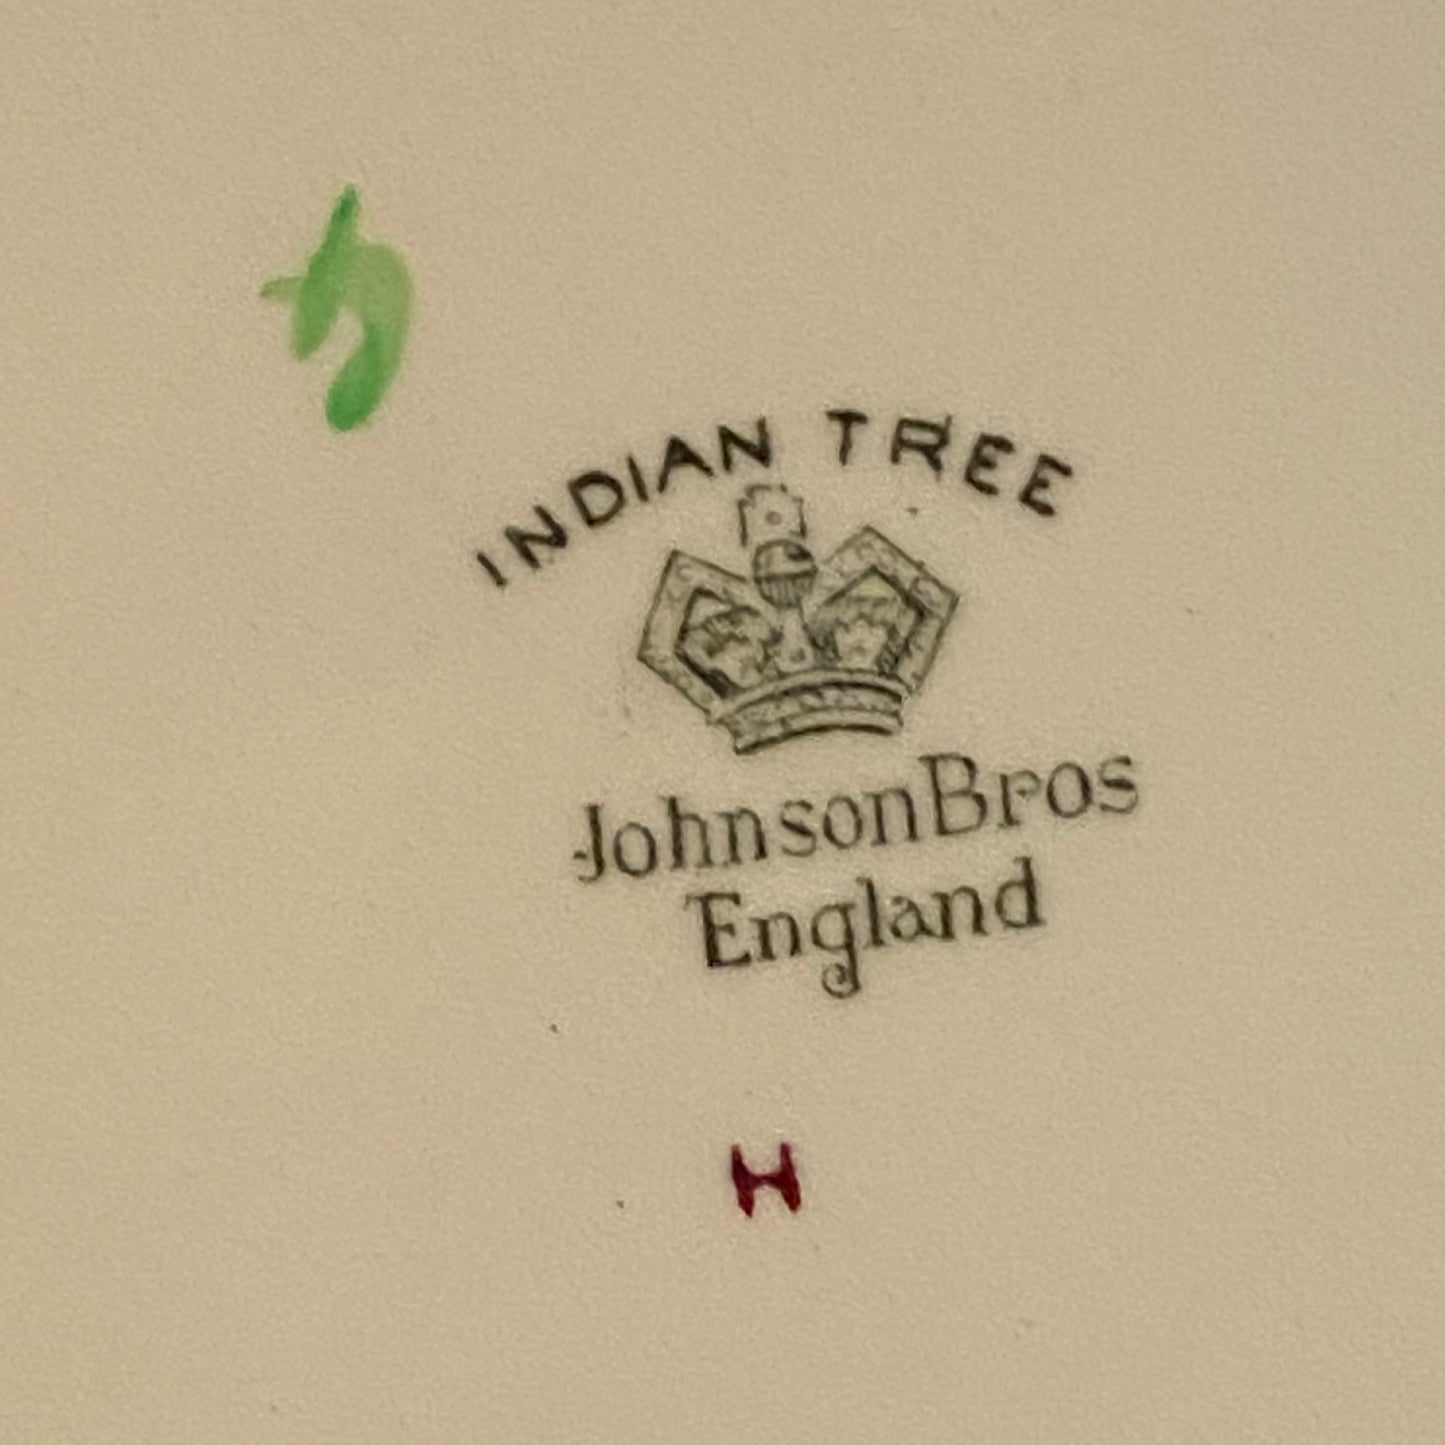 INDIAN TREE
Johnson Bros
England
H